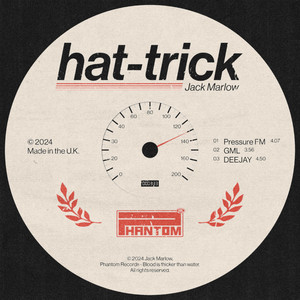 hat-trick
Jack Marlow
© 2024
Made in the U.K.
01 Pressure FM 4:07
02 GML 3:56
03 DEEJAY 4:50
0
20
40
60
80
100
120
140
160
180
200
PHANTOM
© 2024 Jack Marlow.
Phantom Records - Blood is thicker than water.
All rights reserved.